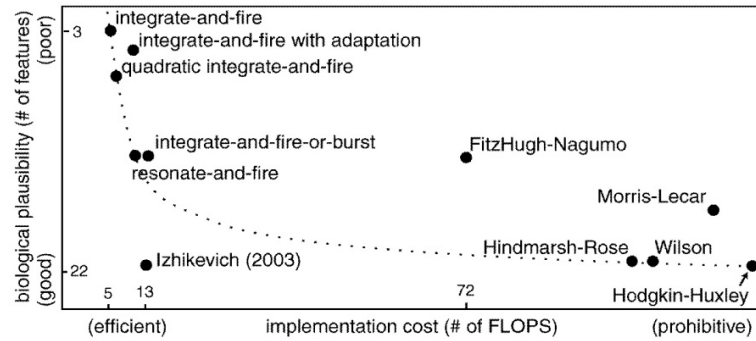 integrate-and-fire
3
integrate-and-fire with adaptation
quadratic integrate-and-fire
integrate-and-fire-or-burst
resonate-and-fire
FitzHugh-Nagumo
Morris-Lecar
Izhikevich (2003)
Hindmarsh-Rose
Wilson
Hodgkin-Huxley
22
biological plausibility (# of features)
(good)
(poor)
5
13
72
(efficient)
implementation cost (# of FLOPS)
(prohibitive)